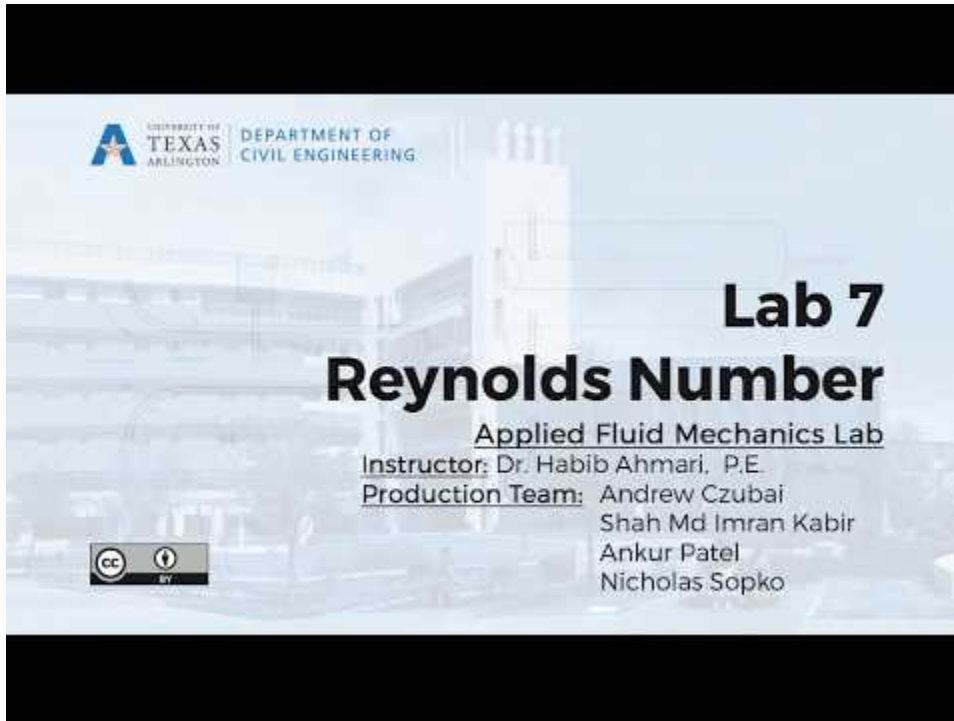 UNIVERSITY OF
TEXAS
ARLINGTON
DEPARTMENT OF
CIVIL ENGINEERING
Lab 7
Reynolds Number
Applied Fluid Mechanics Lab
Instructor: Dr. Habib Ahmari, P.E.
Production Team: Andrew Czubai
Shah Md Imran Kabir
Ankur Patel
Nicholas Sopko
cc
BY